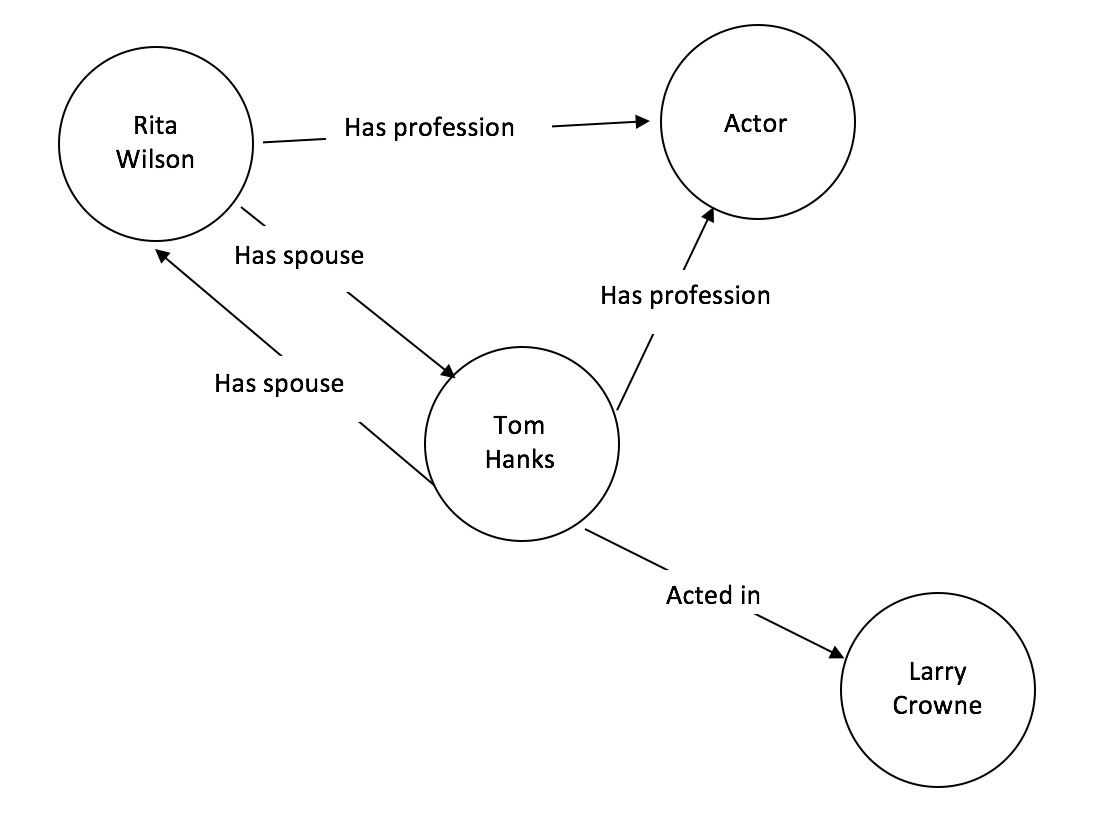 Rita
Wilson
Has profession
Actor
Has spouse
Has profession
Has spouse
Tom
Hanks
Acted in
Larry
Crowne